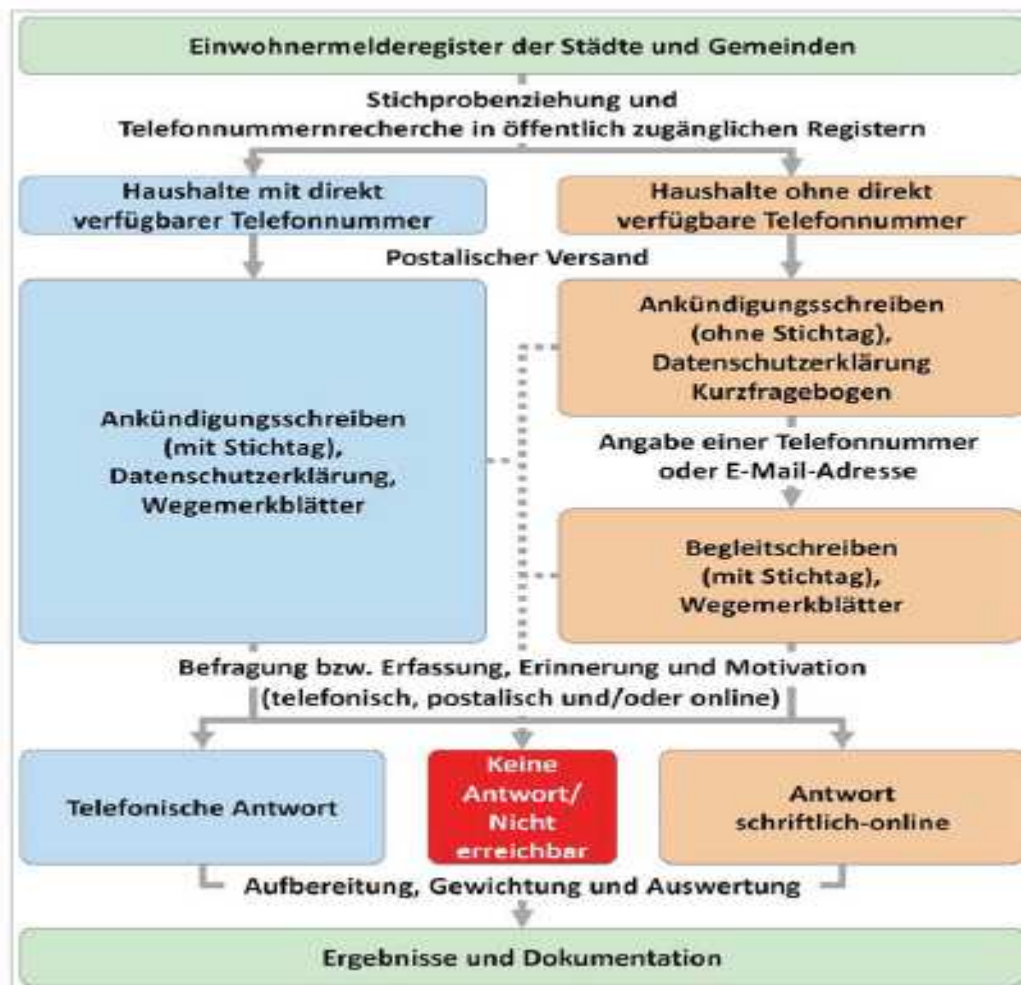 Einwohnermelderegister der Städte und Gemeinden
Stichprobenziehung und
Telefonnummernrecherche in öffentlich zugänglichen Registern
Haushalte mit direkt
verfügbarer Telefonnummer
Haushalte ohne direkt
verfügbare Telefonnummer
Postalischer Versand
Ankündigungsschreiben
(mit Stichtag),
Datenschutzerklärung,
Wegemerkblätter
Ankündigungsschreiben
(ohne Stichtag),
Datenschutzerklärung
Kurzfragebogen
Angabe einer Telefonnummer
oder E-Mail-Adresse
Begleitschreiben
(mit Stichtag),
Wegemerkblätter
Befragung bzw. Erfassung, Erinnerung und Motivation
(telefonisch, postalisch und/oder online)
Telefonische Antwort
Keine
Antwort/
Nicht
erreichbar
Antwort
schriftlich-online
Aufbereitung, Gewichtung und Auswertung
Ergebnisse und Dokumentation